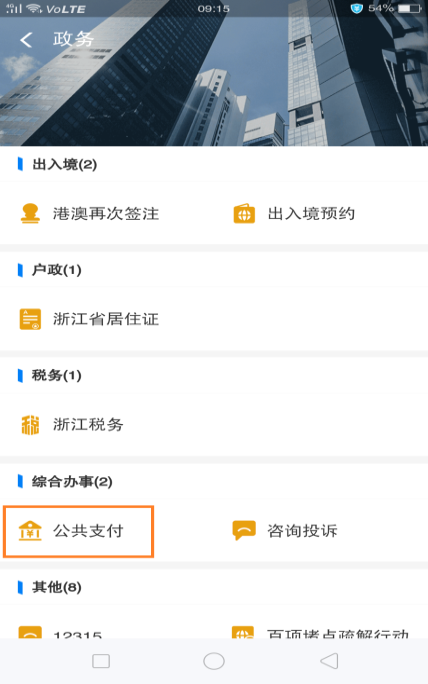 4G VoLTE 09:15 54%
政务
出入境(2)
港澳再次签注 出入境预约
户政(1)
浙江省居住证
税务(1)
浙江税务
综合办事(2)
公共支付 咨询投诉
其他(8)
12315 百项堵点疏解行动